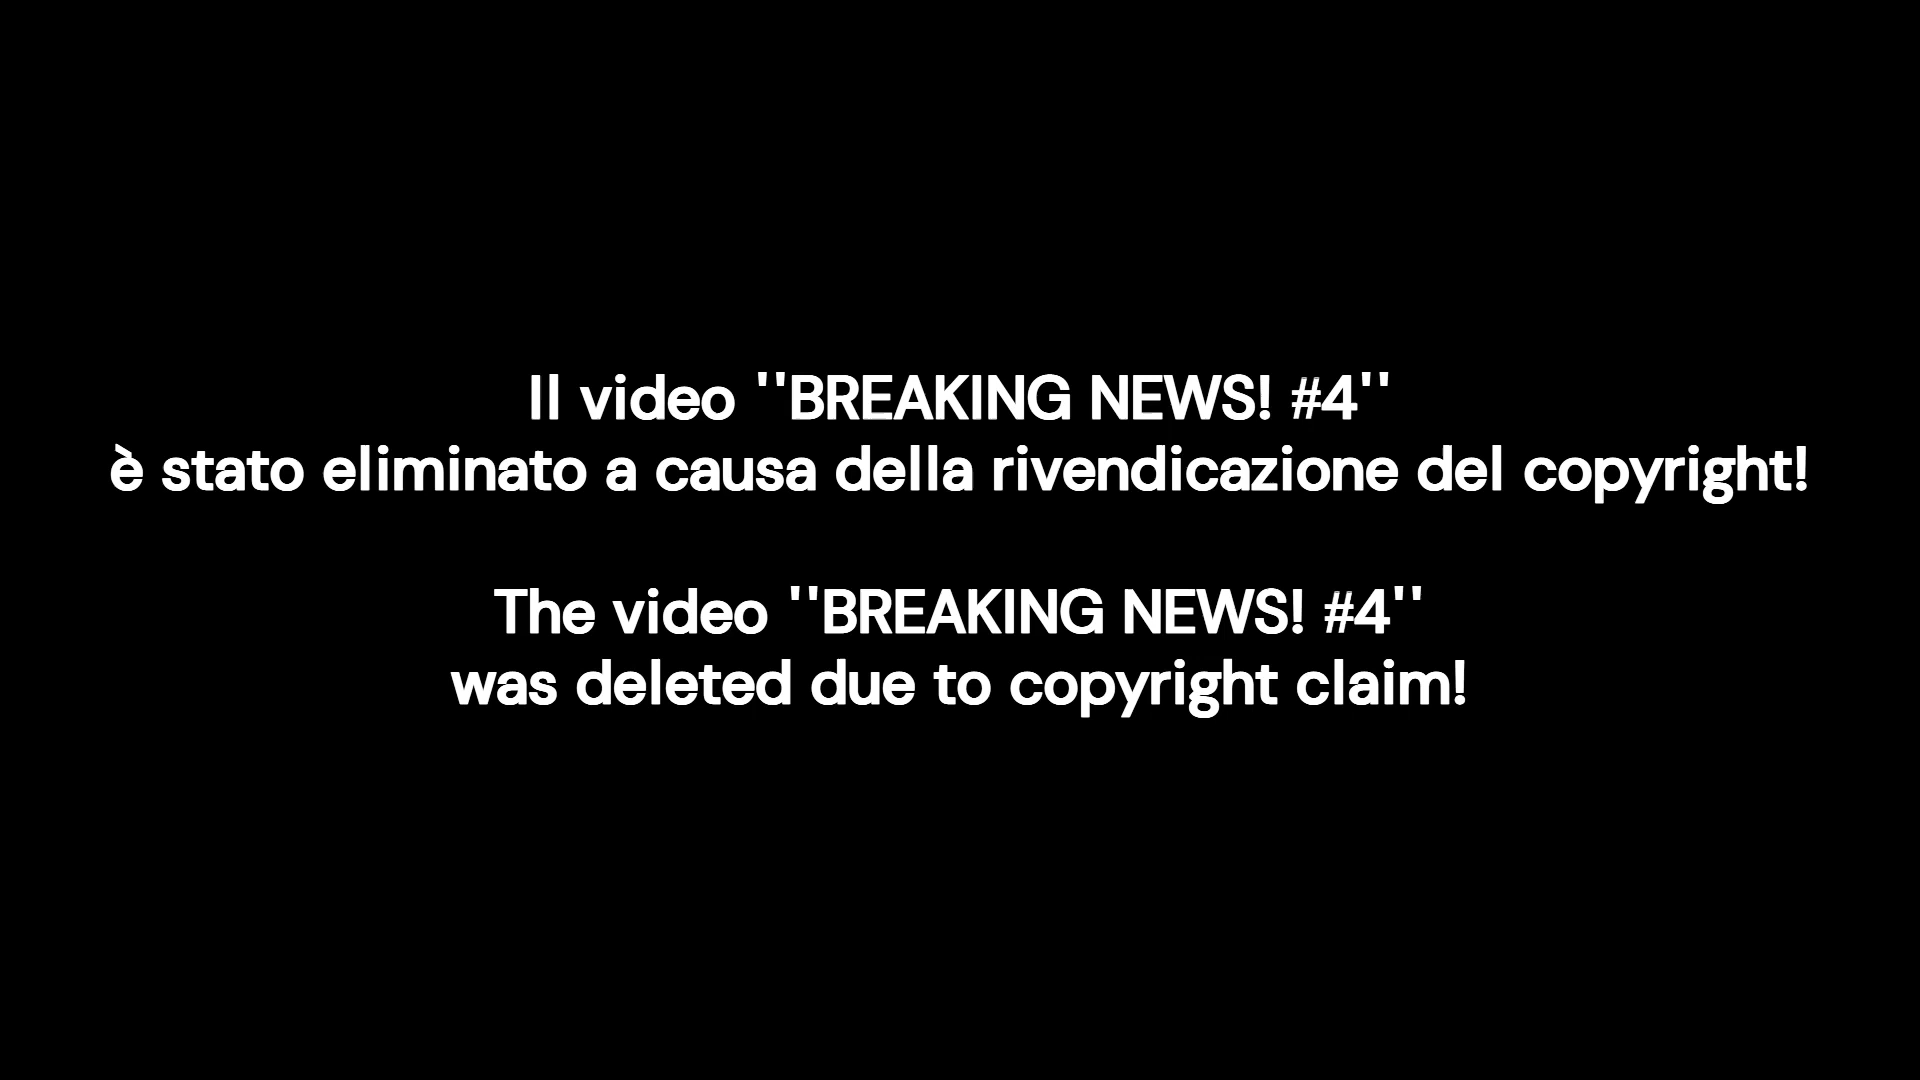 Il video ''BREAKING NEWS! #4''
è stato eliminato a causa della rivendicazione del copyright!
The video ''BREAKING NEWS! #4''
was deleted due to copyright claim!